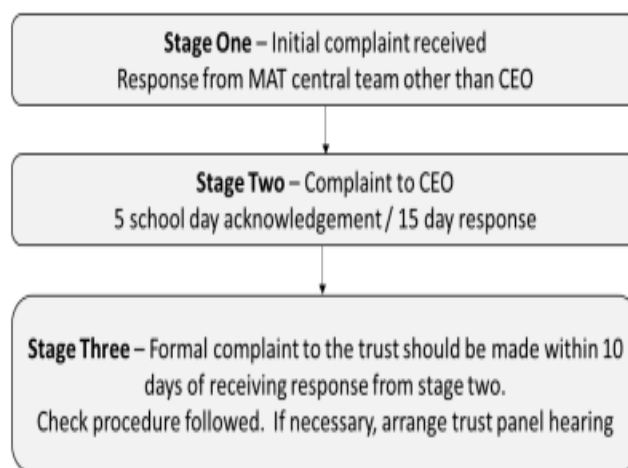 Stage One – Initial complaint received
Response from MAT central team other than CEO
Stage Two – Complaint to CEO
5 school day acknowledgement / 15 day response
Stage Three – Formal complaint to the trust should be made within 10
days of receiving response from stage two.
Check procedure followed. If necessary, arrange trust panel hearing